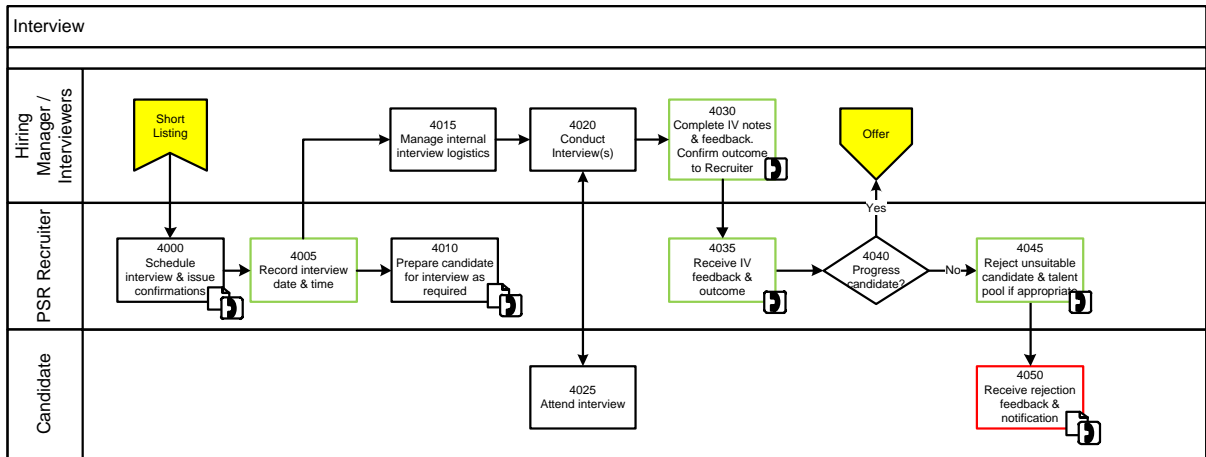 Interview
Hiring
Manager /
Interviewers
Short
Listing
4015
Manage internal
interview logistics
4020
Conduct
Interview(s)
4030
Complete IV notes
& feedback.
Confirm outcome
to Recruiter
Offer
Yes
PSR Recruiter
4000
Schedule
interview & issue
confirmations
4005
Record interview
date & time
4010
Prepare candidate
for interview as
required
4035
Receive IV
feedback &
outcome
4040
Progress
candidate?
No
4045
Reject unsuitable
candidate & talent
pool if appropriate
Candidate
4025
Attend interview
4050
Receive rejection
feedback &
notification